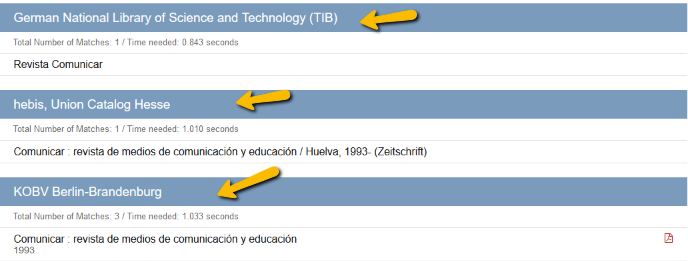 German National Library of Science and Technology (TIB)
Total Number of Matches: 1 / Time needed: 0.843 seconds
Revista Comunicar
hebis, Union Catalog Hesse
Total Number of Matches: 1 / Time needed: 1.010 seconds
Comunicar : revista de medios de comunicación y educación / Huelva, 1993- (Zeitschrift)
KOBV Berlin-Brandenburg
Total Number of Matches: 3 / Time needed: 1.033 seconds
Comunicar : revista de medios de comunicación y educación
1993